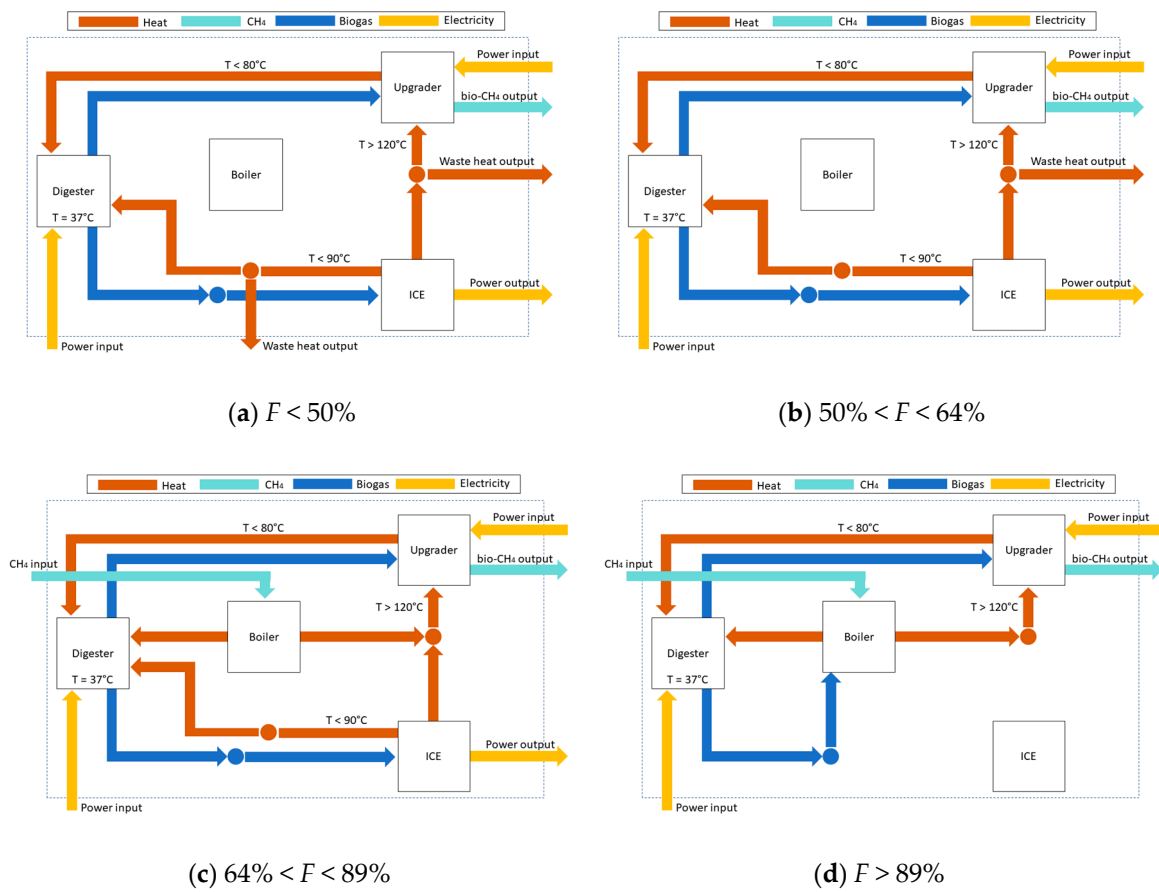 Heat CH₄ Biogas Electricity
Power input
T < 80°C
Upgrader
bio-CH₄ output
T > 120°C
Waste heat output
Boiler
Digester
T = 37°C
T < 90°C
ICE
Power output
Power input
Waste heat output
(a) F < 50%
Heat CH₄ Biogas Electricity
Power input
T < 80°C
Upgrader
bio-CH₄ output
T > 120°C
Waste heat output
Boiler
Digester
T = 37°C
T < 90°C
ICE
Power output
Power input
(b) 50% < F < 64%
Heat CH₄ Biogas Electricity
Power input
T < 80°C
Upgrader
CH₄ input
bio-CH₄ output
T > 120°C
Boiler
Digester
T = 37°C
T < 90°C
ICE
Power output
Power input
(c) 64% < F < 89%
Heat CH₄ Biogas Electricity
Power input
T < 80°C
Upgrader
CH₄ input
bio-CH₄ output
T > 120°C
Boiler
Digester
T = 37°C
ICE
Power input
(d) F > 89%